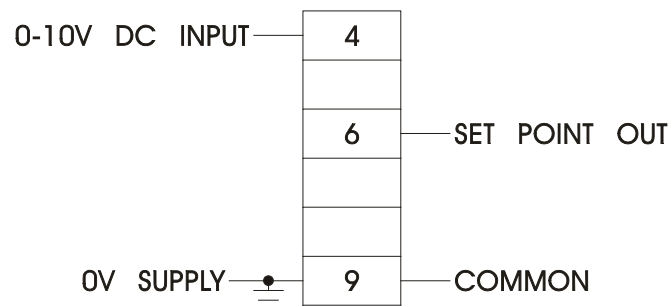 0-10V DC INPUT 4
6 SET POINT OUT
0V SUPPLY 9 COMMON